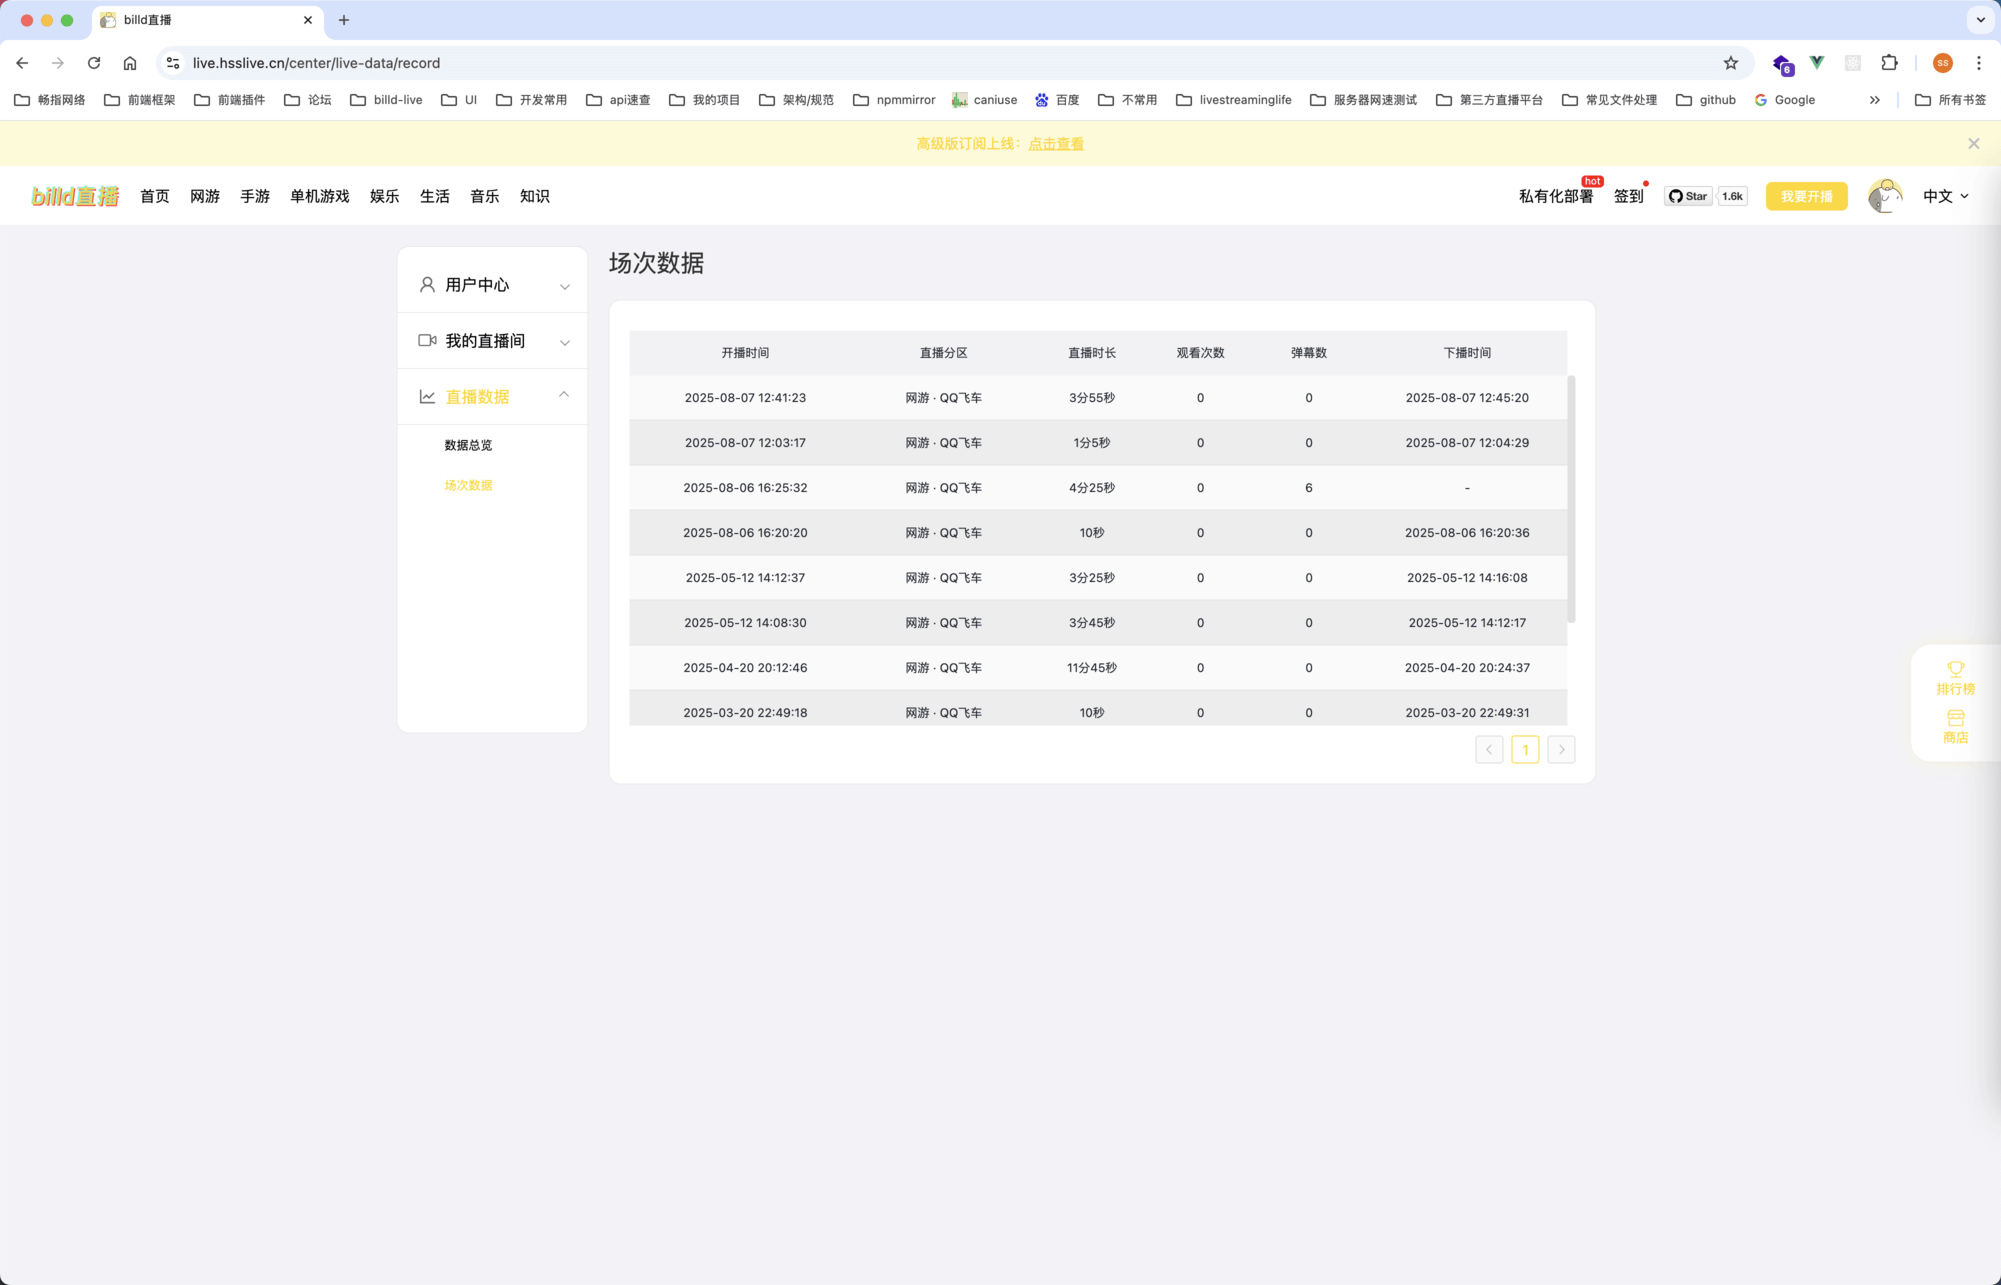 billd直播
live.hsslive.cn/center/live-data/record
6
ss
畅指网络 前端框架 前端插件 论坛 billd-live UI 开发常用 api速查 我的项目 架构/规范 npmmirror caniuse 百度 不常用 livestreaminglife 服务器网速测试 第三方直播平台 常见文件处理 github Google 所有书签
高级版订阅上线： 点击查看
billd直播 首页 网游 手游 单机游戏 娱乐 生活 音乐 知识 私有化部署 hot 签到 Star 1.6k 我要开播 中文
用户中心
我的直播间
直播数据
数据总览
场次数据
场次数据
开播时间 直播分区 直播时长 观看次数 弹幕数 下播时间
2025-08-07 12:41:23 网游 · QQ飞车 3分55秒 0 0 2025-08-07 12:45:20
2025-08-07 12:03:17 网游 · QQ飞车 1分5秒 0 0 2025-08-07 12:04:29
2025-08-06 16:25:32 网游 · QQ飞车 4分25秒 0 6 -
2025-08-06 16:20:20 网游 · QQ飞车 10秒 0 0 2025-08-06 16:20:36
2025-05-12 14:12:37 网游 · QQ飞车 3分25秒 0 0 2025-05-12 14:16:08
2025-05-12 14:08:30 网游 · QQ飞车 3分45秒 0 0 2025-05-12 14:12:17
2025-04-20 20:12:46 网游 · QQ飞车 11分45秒 0 0 2025-04-20 20:24:37
2025-03-20 22:49:18 网游 · QQ飞车 10秒 0 0 2025-03-20 22:49:31
1
排行榜
商店